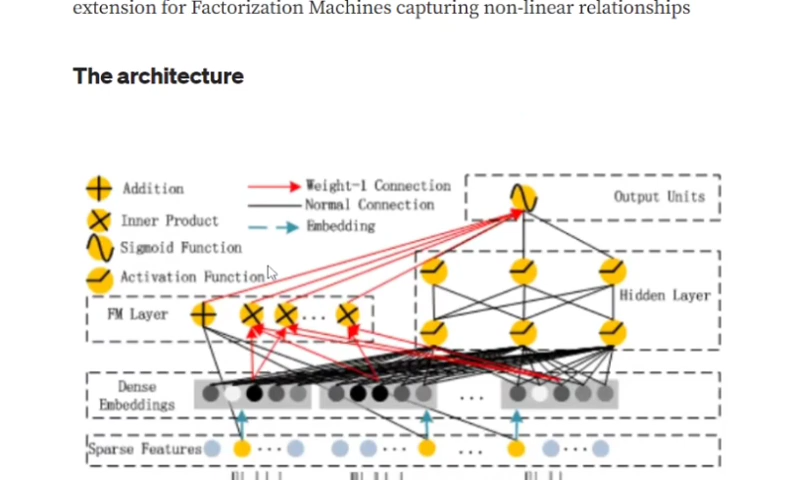 extension for Factorization Machines capturing non-linear relationships
The architecture
Addition
Weight-1 Connection
Normal Connection
Output Units
Inner Product
Embedding
Sigmoid Function
Activation Function
Hidden Layer
FM Layer
...
Dense
Embeddings
...
Sparse Features
... ... ... ...